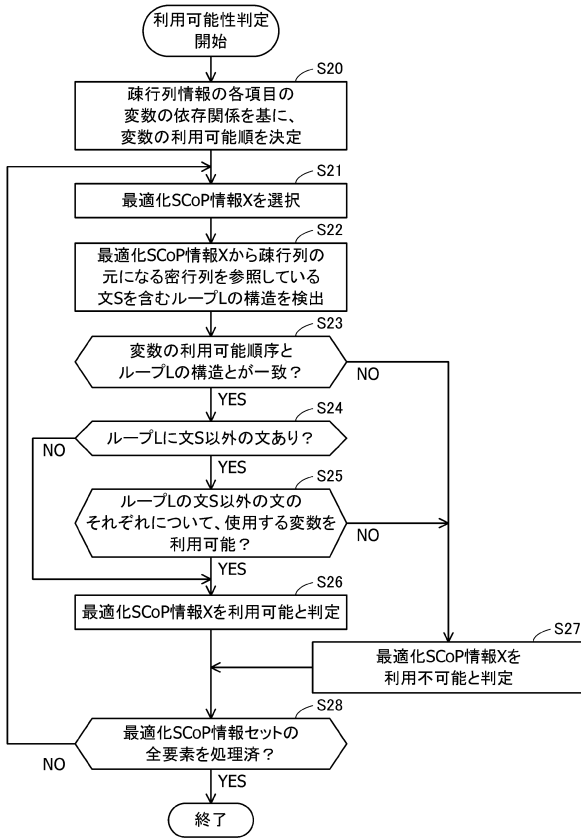 利用可能性判定
開始
S20
疎行列情報の各項目の
変数の依存関係を基に、
変数の利用可能順を決定
S21
最適化SCoP情報Xを選択
S22
最適化SCoP情報Xから疎行列の
元になる密行列を参照している
文Sを含むループLの構造を検出
S23
変数の利用可能順序と
ループLの構造とが一致？
NO
YES
S24
ループLに文S以外の文あり？
NO
YES
S25
ループLの文S以外の文の
それぞれについて、使用する変数を
利用可能？
NO
YES
S26
最適化SCoP情報Xを利用可能と判定
S27
最適化SCoP情報Xを
利用不可能と判定
S28
最適化SCoP情報セットの
全要素を処理済？
NO
YES
終了